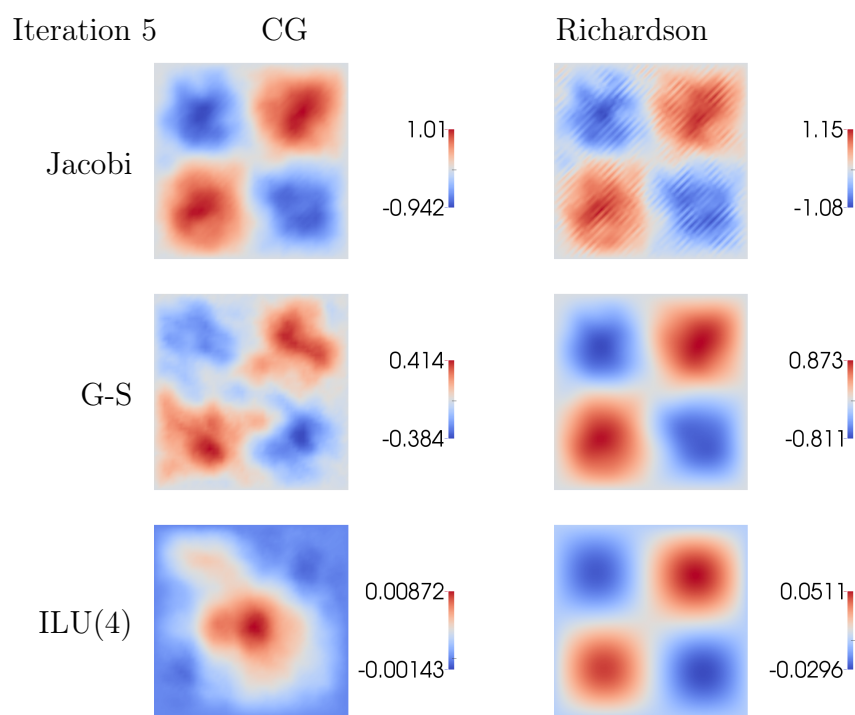 Iteration 5 CG Richardson
1.01 1.15
Jacobi
-0.942 -1.08
0.414 0.873
G-S
-0.384 -0.811
0.00872 0.0511
ILU(4)
-0.00143 -0.0296